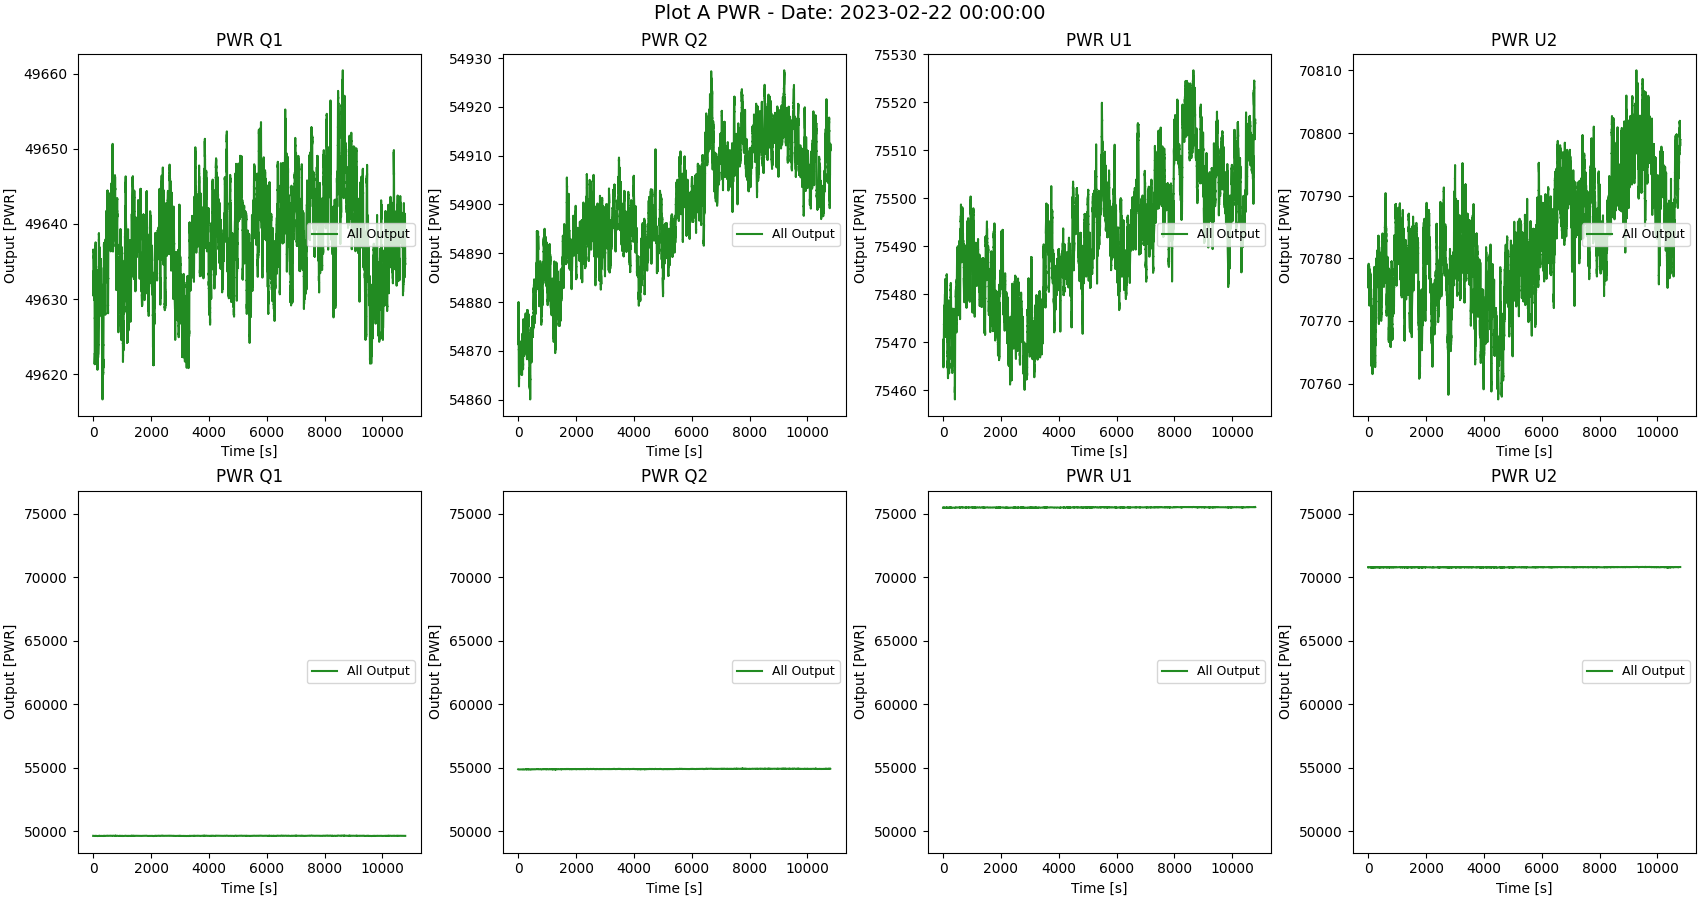 Plot A PWR - Date: 2023-02-22 00:00:00
PWR Q1
Output [PWR]
49660
49650
49640
49630
49620
All Output
0 2000 4000 6000 8000 10000
Time [s]
PWR Q2
Output [PWR]
54930
54920
54910
54900
54890
54880
54870
54860
All Output
0 2000 4000 6000 8000 10000
Time [s]
PWR U1
Output [PWR]
75530
75520
75510
75500
75490
75480
75470
75460
All Output
0 2000 4000 6000 8000 10000
Time [s]
PWR U2
Output [PWR]
70810
70800
70790
70780
70770
70760
All Output
0 2000 4000 6000 8000 10000
Time [s]
PWR Q1
Output [PWR]
75000
70000
65000
60000
55000
50000
All Output
0 2000 4000 6000 8000 10000
Time [s]
PWR Q2
Output [PWR]
75000
70000
65000
60000
55000
50000
All Output
0 2000 4000 6000 8000 10000
Time [s]
PWR U1
Output [PWR]
75000
70000
65000
60000
55000
50000
All Output
0 2000 4000 6000 8000 10000
Time [s]
PWR U2
Output [PWR]
75000
70000
65000
60000
55000
50000
All Output
0 2000 4000 6000 8000 10000
Time [s]